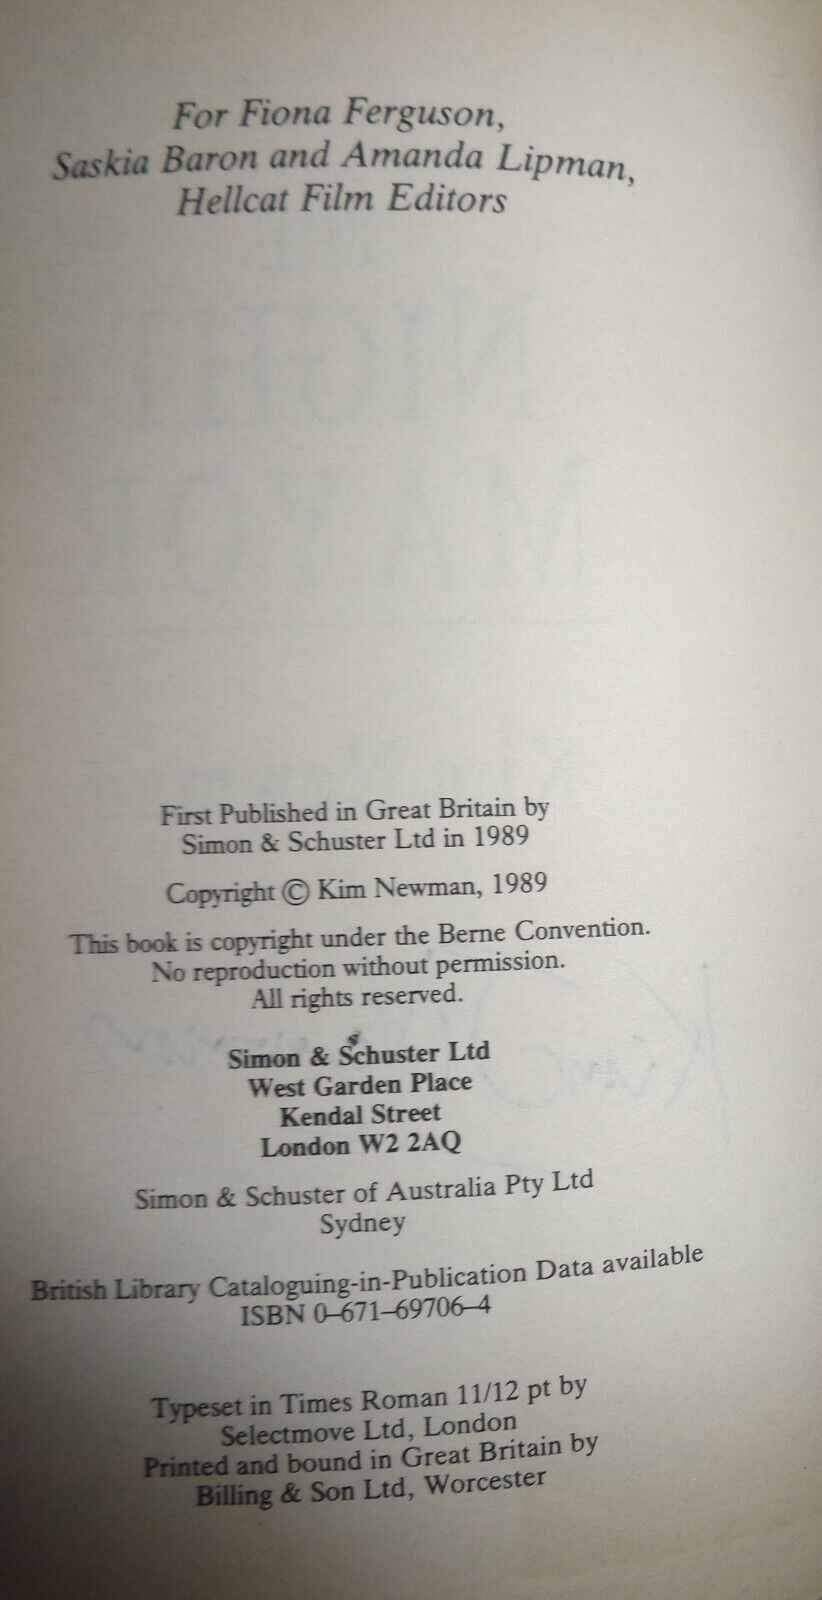 For Fiona Ferguson,
Saskia Baron and Amanda Lipman,
Hellcat Film Editors
NIGHT
MAYOR
First Published in Great Britain by
Simon & Schuster Ltd in 1989
Copyright © Kim Newman, 1989
This book is copyright under the Berne Convention.
No reproduction without permission.
All rights reserved.
Simon & Schuster Ltd
West Garden Place
Kendal Street
London W2 2AQ
Simon & Schuster of Australia Pty Ltd
Sydney
British Library Cataloguing-in-Publication Data available
ISBN 0–671–69706–4
Typeset in Times Roman 11/12 pt by
Selectmove Ltd, London
Printed and bound in Great Britain by
Billing & Son Ltd, Worcester